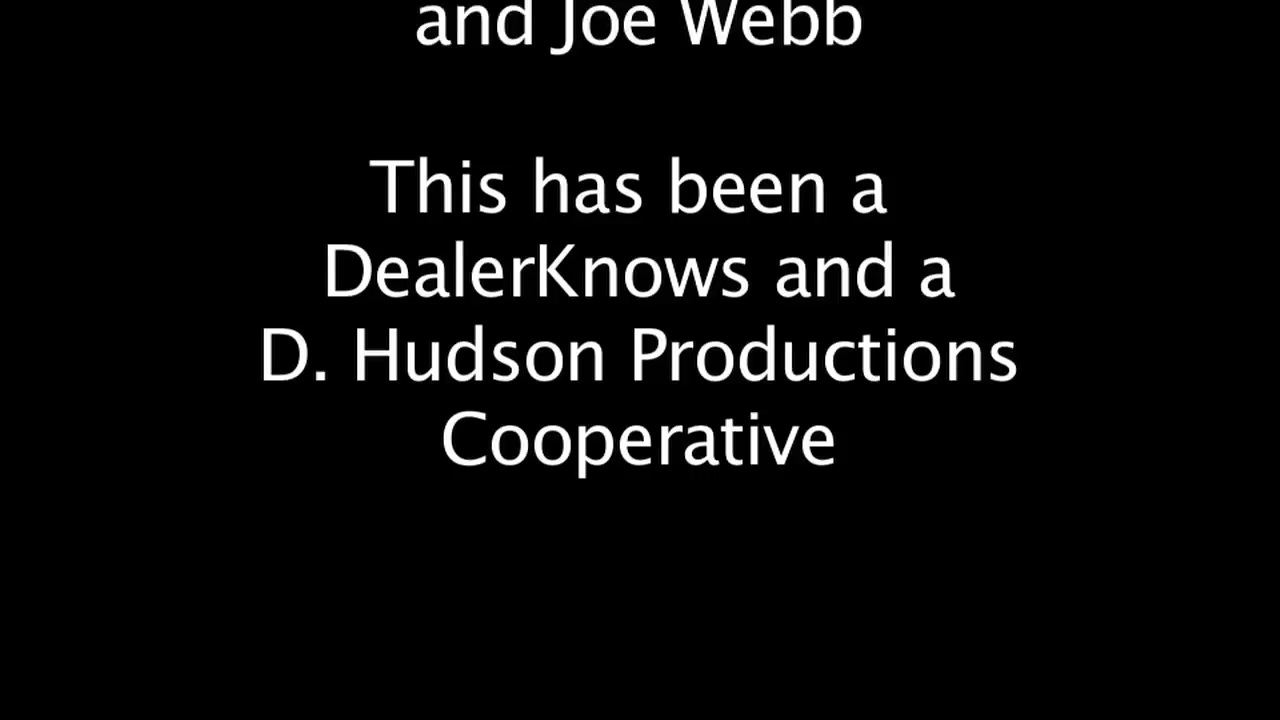 and Joe Webb
This has been a
DealerKnows and a
D. Hudson Productions
Cooperative